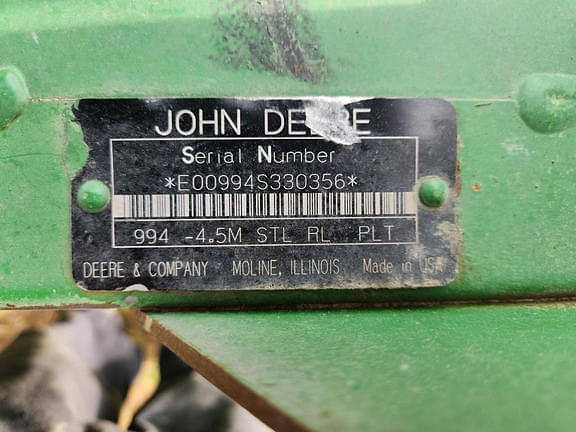 JOHN DEERE
Serial Number
*E00994S330356*
994 -4.5M STL RL PLT
DEERE & COMPANY MOLINE, ILLINOIS Made in USA